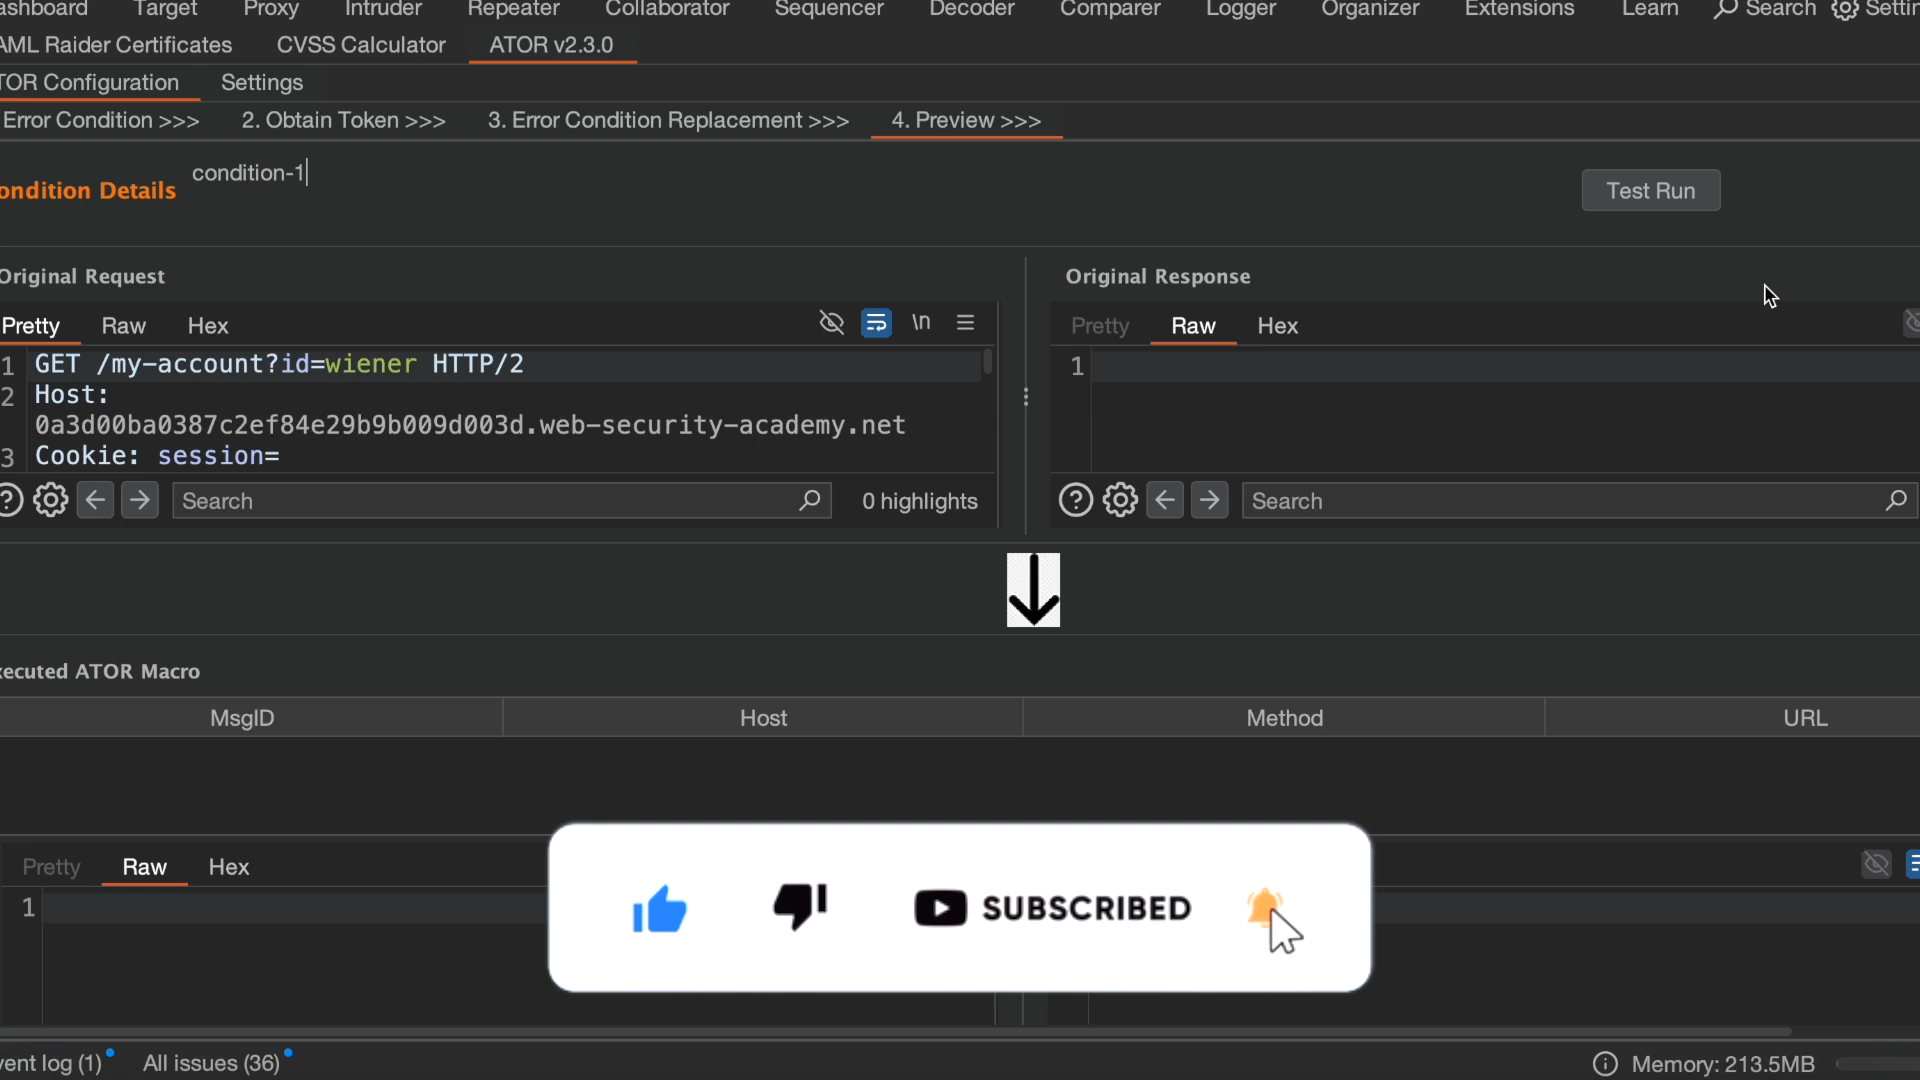 ashboard Target Proxy Intruder Repeater Collaborator Sequencer Decoder Comparer Logger Organizer Extensions Learn Search Settin
AML Raider Certificates CVSS Calculator ATOR v2.3.0
TOR Configuration Settings
Error Condition >>> 2. Obtain Token >>> 3. Error Condition Replacement >>> 4. Preview >>>
condition-1
ondition Details
Test Run
Original Request
Original Response
Pretty Raw Hex \n
Pretty Raw Hex
1 GET /my-account?id=wiener HTTP/2
2 Host:
0a3d00ba0387c2ef84e29b9b009d003d.web-security-academy.net
3 Cookie: session=
1
Search 0 highlights
Search
ecuted ATOR Macro
MsgID Host Method URL
Pretty Raw Hex
1
SUBSCRIBED
vent log (1) All issues (36) Memory: 213.5MB